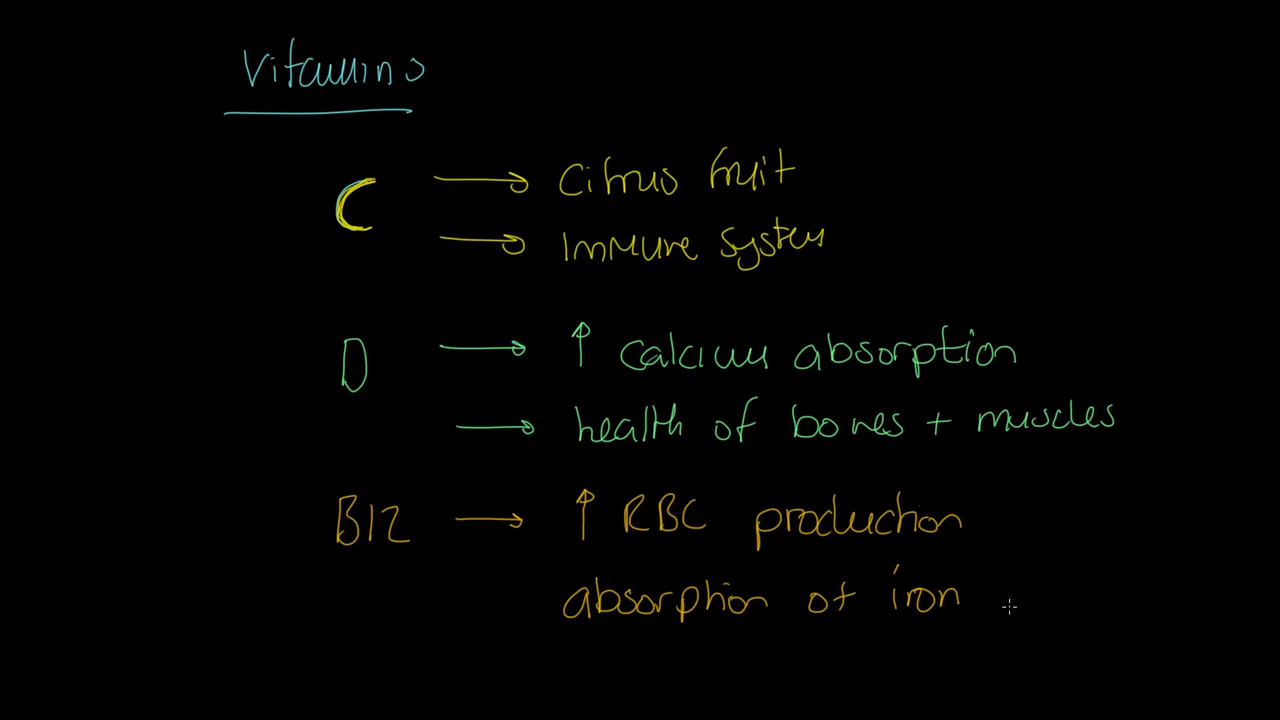 Vitamins
C → Citrus fruit
→ Immune system
D → ↑ calcium absorption
→ health of bones + muscles
B12 → ↑ RBC production
absorption of iron